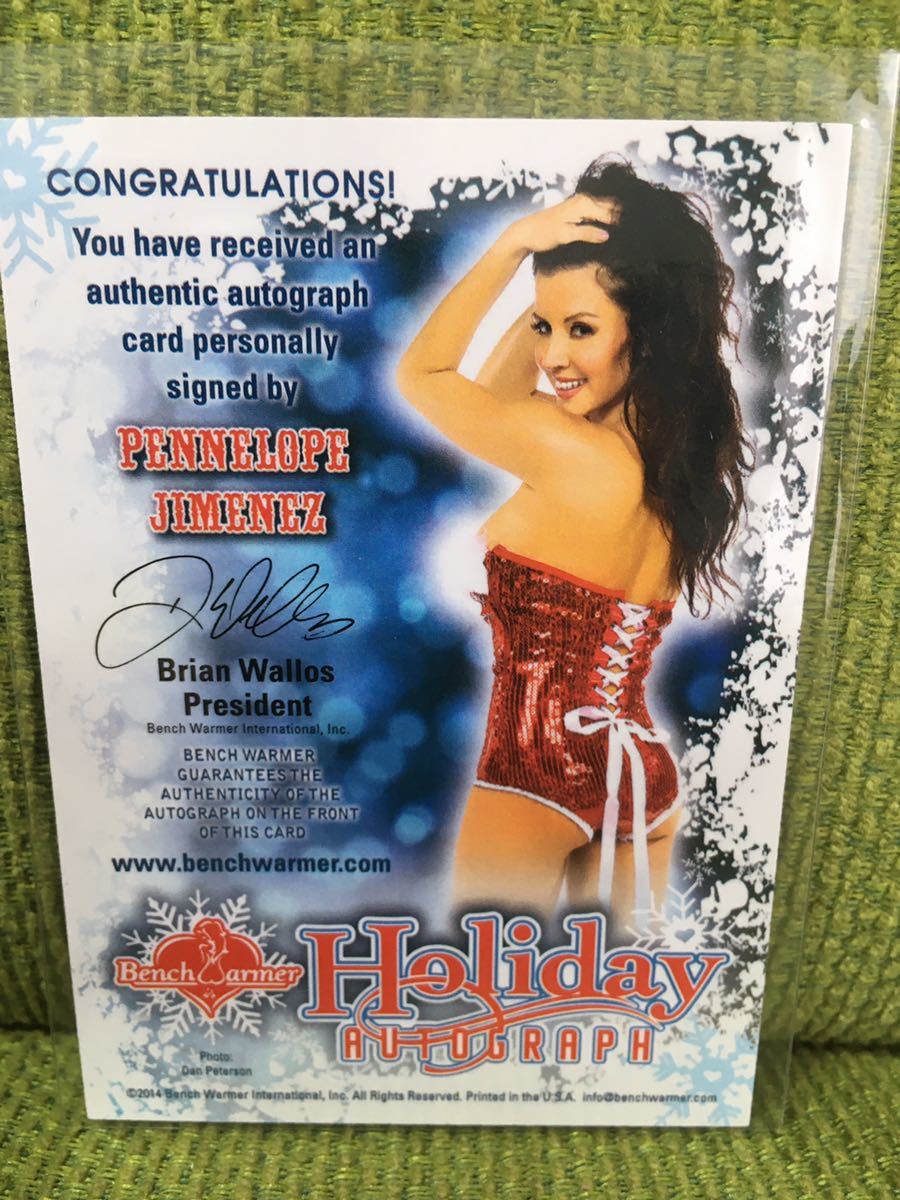 CONGRATULATIONS!
You have received an
authentic autograph
card personally
signed by
PENNELOPE
JIMENEZ
Brian Wallos
President
Bench Warmer International, Inc.
BENCH WARMER
GUARANTEES THE
AUTHENTICITY OF THE
AUTOGRAPH ON THE FRONT
OF THIS CARD
www.benchwarmer.com
Bench Warmer
Holiday
AUTOGRAPH
Photo:
Dan Peterson
©2014 Bench Warmer International, Inc. All Rights Reserved. Printed in the U.S.A. info@benchwarmer.com